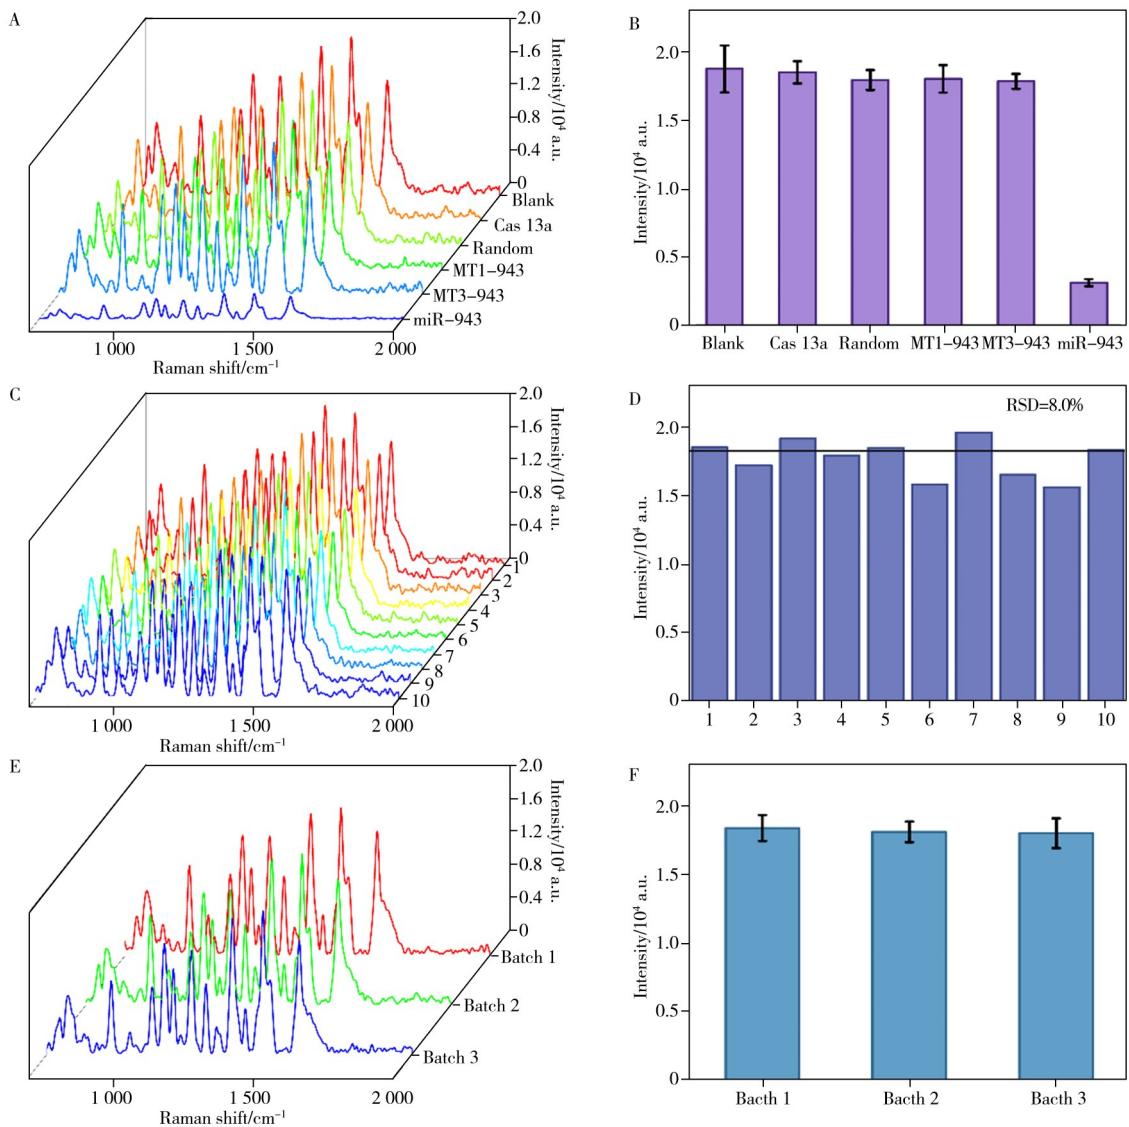 A
2.0
1.6
1.2
0.8
0.4
0
Intensity/10⁴ a.u.
Blank
Cas 13a
Random
MT1-943
MT3-943
miR-943
1 000
1 500
2 000
Raman shift/cm⁻¹
B
2.0
1.5
1.0
0.5
0
Intensity/10⁴ a.u.
Blank
Cas 13a
Random
MT1-943
MT3-943
miR-943
C
2.0
1.6
1.2
0.8
0.4
0
Intensity/10⁴ a.u.
1
2
3
4
5
6
7
8
9
10
1 000
1 500
2 000
Raman shift/cm⁻¹
D
RSD=8.0%
2.0
1.5
1.0
0.5
0
Intensity/10⁴ a.u.
1
2
3
4
5
6
7
8
9
10
E
2.0
1.6
1.2
0.8
0.4
0
Intensity/10⁴ a.u.
Batch 1
Batch 2
Batch 3
1 000
1 500
2 000
Raman shift/cm⁻¹
F
2.0
1.5
1.0
0.5
0
Intensity/10⁴ a.u.
Bacth 1
Bacth 2
Bacth 3